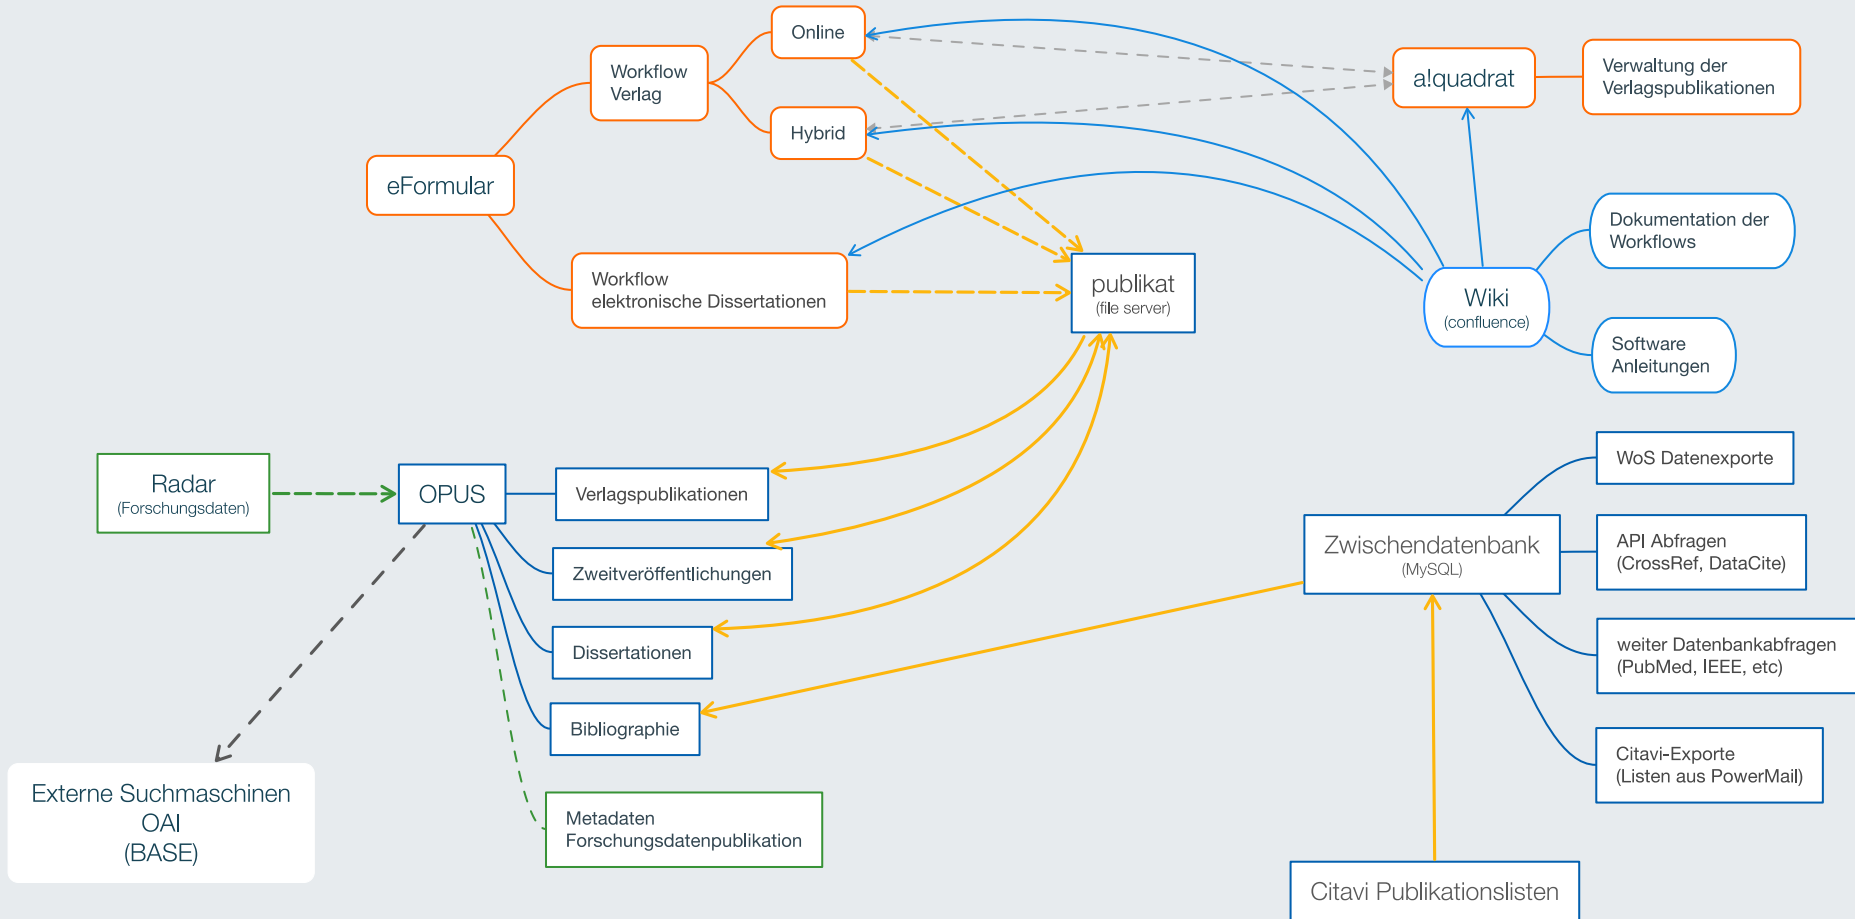 Online
Workflow
Verlag
a!quadrat
Verwaltung der
Verlagspublikationen
Hybrid
eFormular
Dokumentation der
Workflows
Workflow
elektronische Dissertationen
publikat
(file server)
Wiki
(confluence)
Software
Anleitungen
Radar
(Forschungsdaten)
OPUS
Verlagspublikationen
WoS Datenexporte
Zwischendatenbank
(MySQL)
API Abfragen
(CrossRef, DataCite)
Zweitveröffentlichungen
Dissertationen
weiter Datenbankabfragen
(PubMed, IEEE, etc)
Bibliographie
Citavi-Exporte
(Listen aus PowerMail)
Externe Suchmaschinen
OAI
(BASE)
Metadaten
Forschungsdatenpublikation
Citavi Publikationslisten